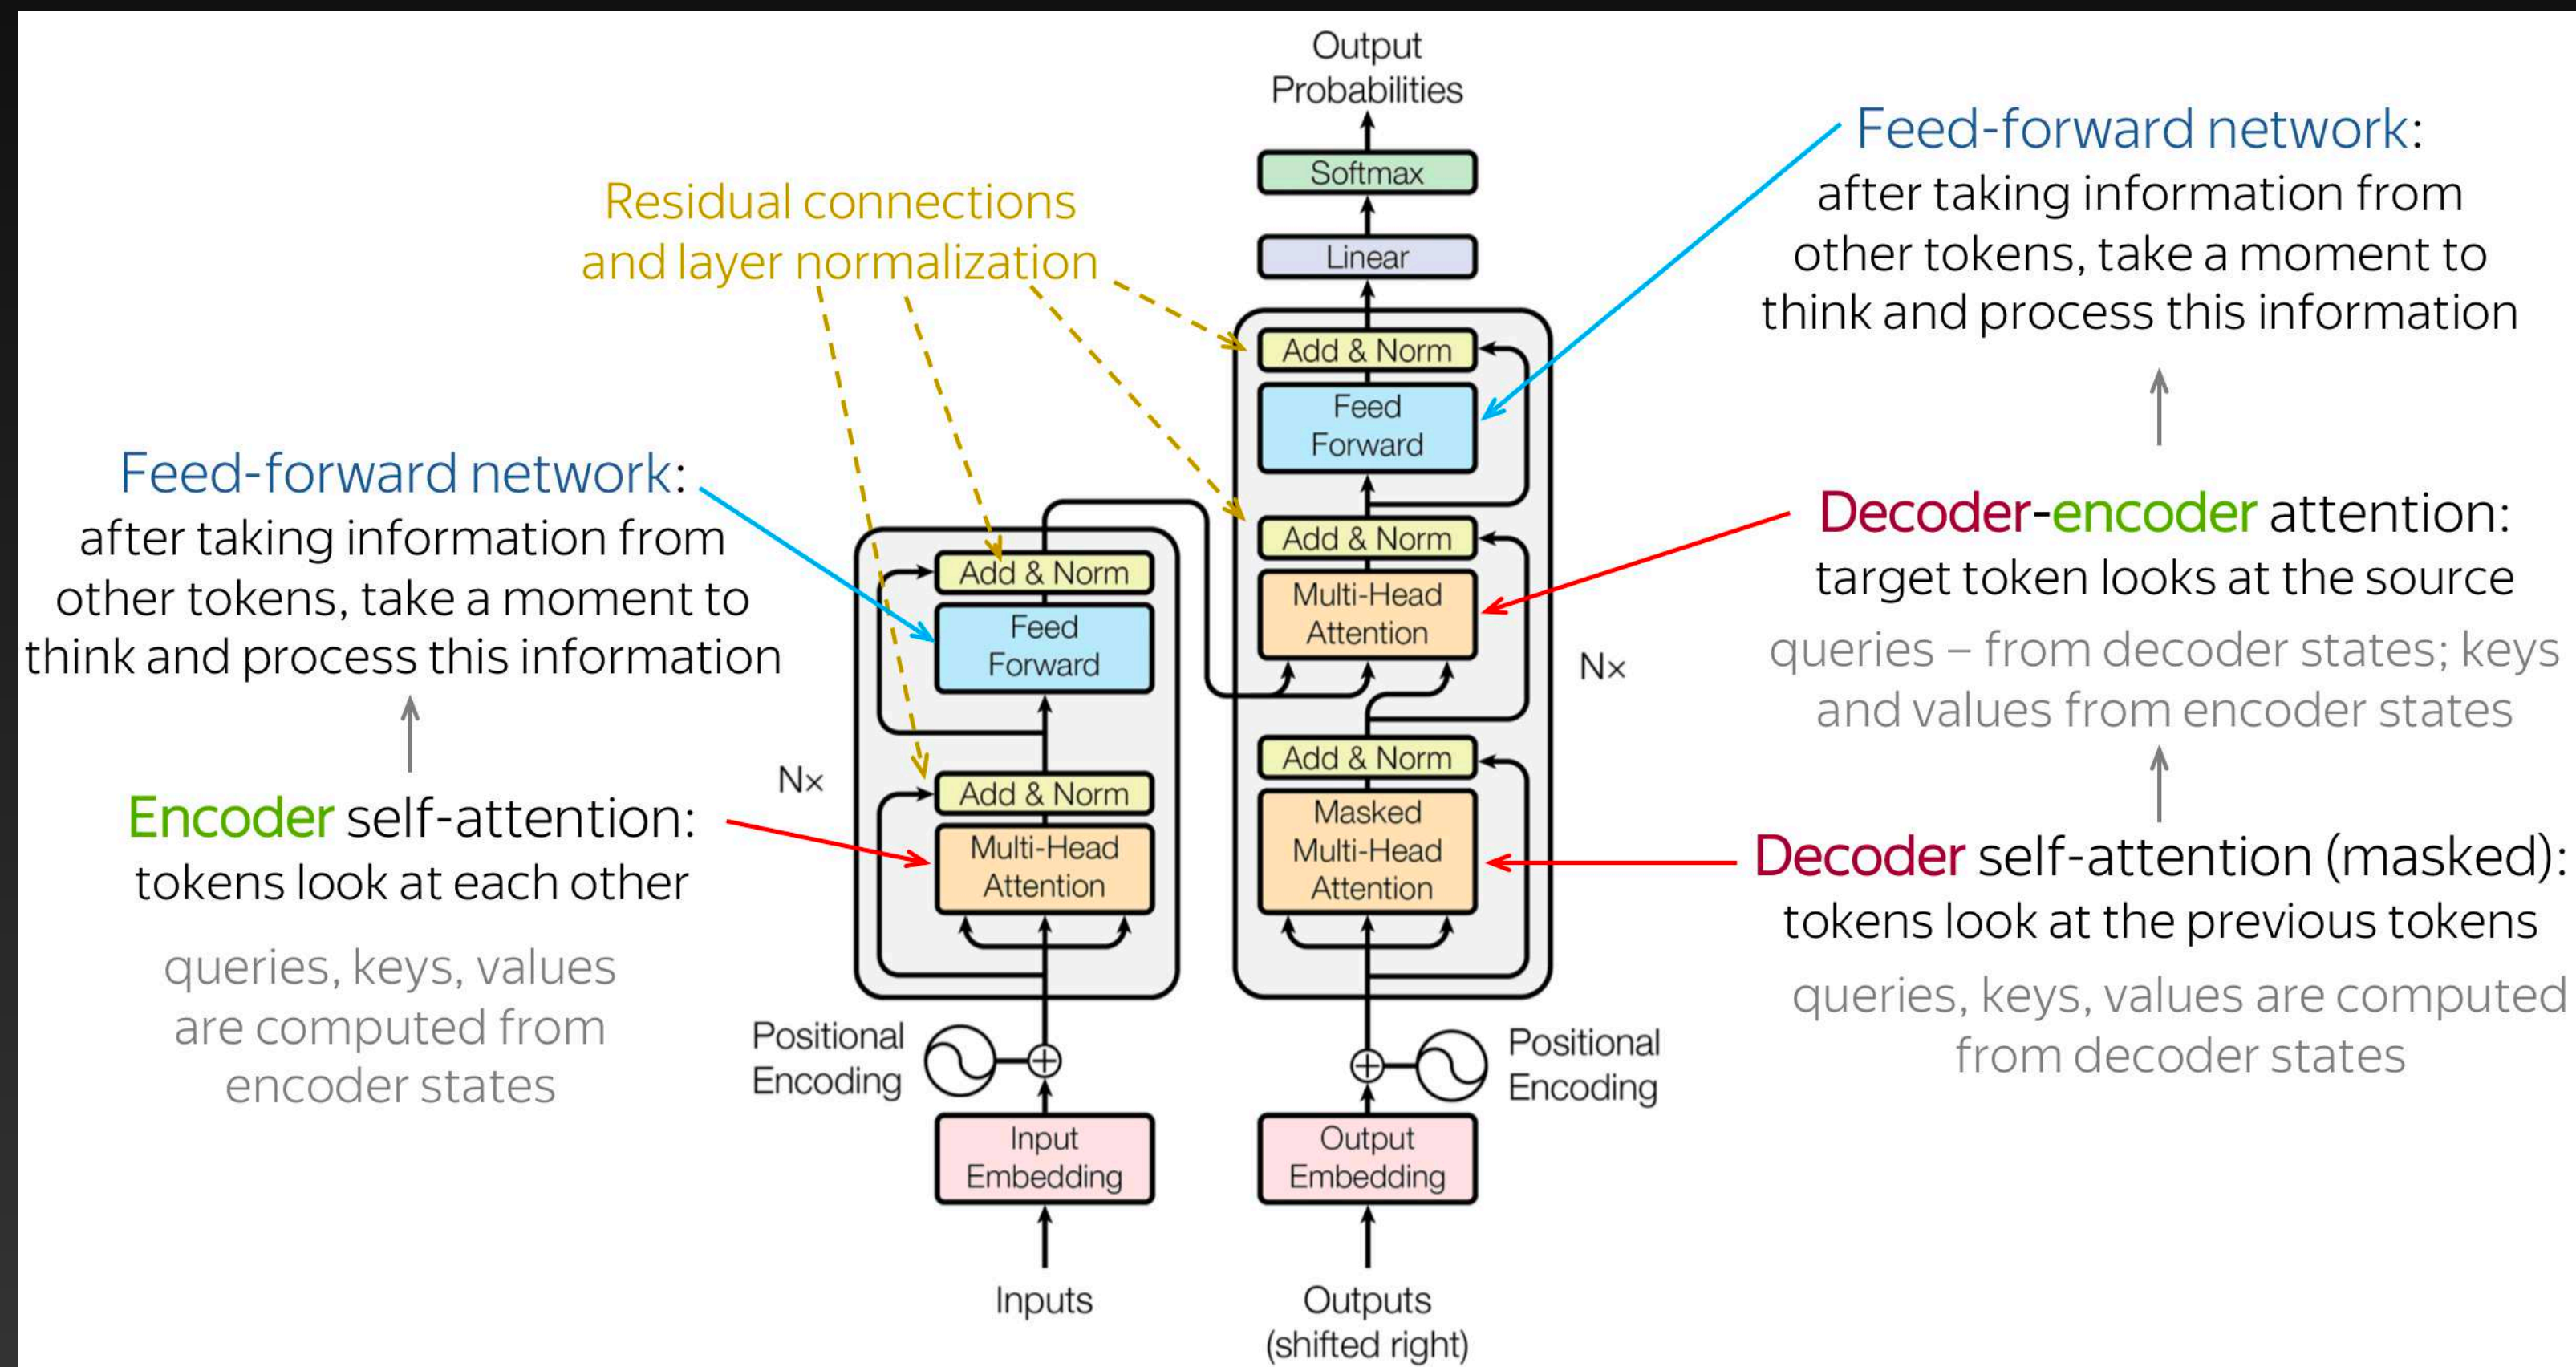 Output
Probabilities
Softmax
Linear
Add & Norm
Feed
Forward
Add & Norm
Multi-Head
Attention
Nx
Add & Norm
Masked
Multi-Head
Attention
Positional
Encoding
Output
Embedding
Outputs
(shifted right)
Residual connections
and layer normalization
Add & Norm
Feed
Forward
Nx
Add & Norm
Multi-Head
Attention
Positional
Encoding
Input
Embedding
Inputs
Feed-forward network:
after taking information from
other tokens, take a moment to
think and process this information
Encoder self-attention:
tokens look at each other
queries, keys, values
are computed from
encoder states
Feed-forward network:
after taking information from
other tokens, take a moment to
think and process this information
Decoder-encoder attention:
target token looks at the source
queries – from decoder states; keys
and values from encoder states
Decoder self-attention (masked):
tokens look at the previous tokens
queries, keys, values are computed
from decoder states